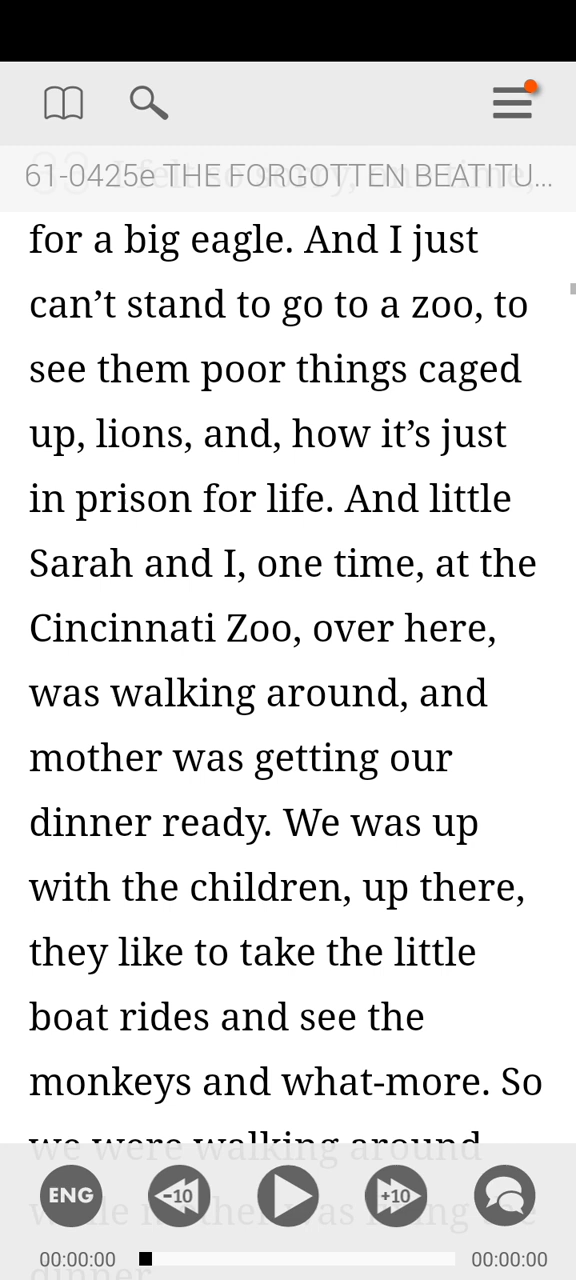 61-0425e THE FORGOTTEN BEATITU...
for a big eagle. And I just
can’t stand to go to a zoo, to
see them poor things caged
up, lions, and, how it’s just
in prison for life. And little
Sarah and I, one time, at the
Cincinnati Zoo, over here,
was walking around, and
mother was getting our
dinner ready. We was up
with the children, up there,
they like to take the little
boat rides and see the
monkeys and what-more. So
we were walking around
ENG -10 +10
00:00:00 00:00:00
dinner